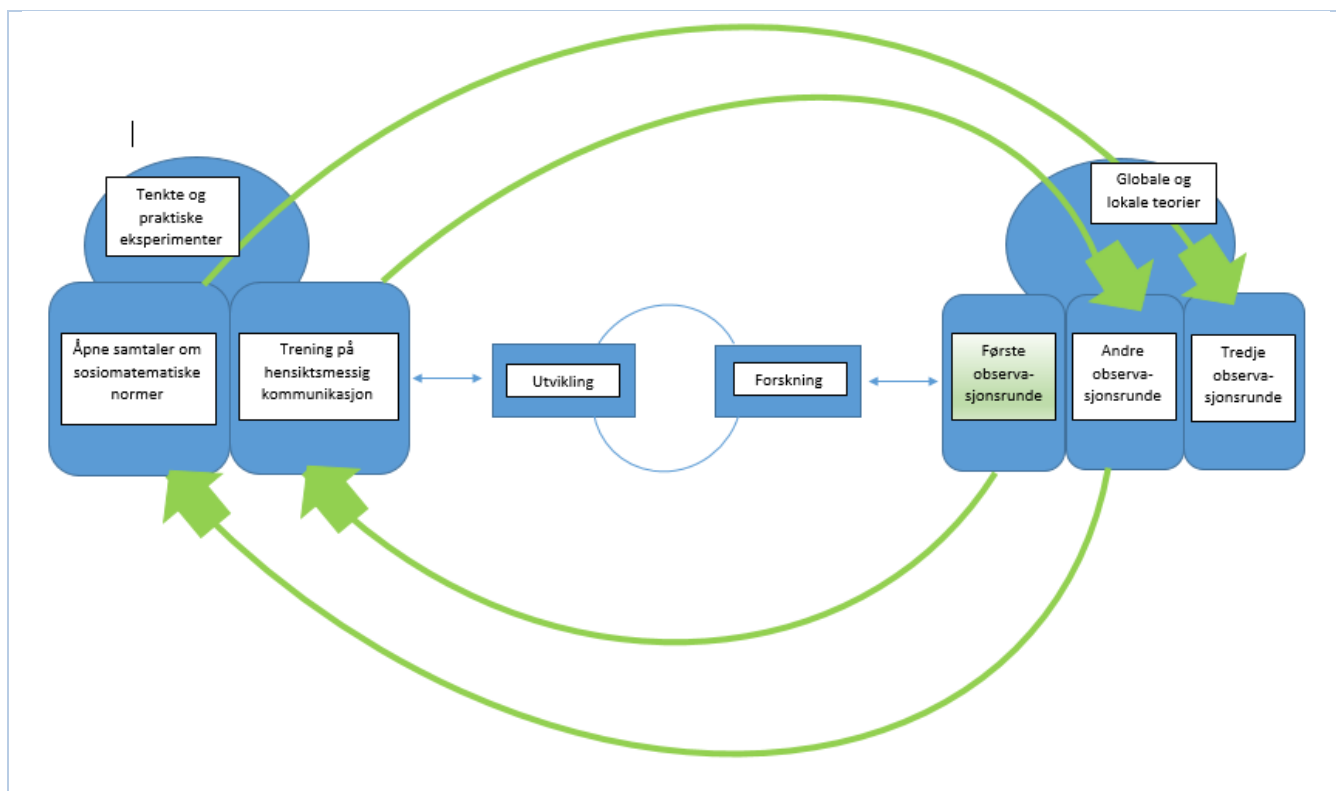 Tenkte og
praktiske
eksperimenter
Globale og
lokale teorier
Åpne samtaler om
sosiomatematiske
normer
Trening på
hensiktsmessig
kommunikasjon
Utvikling
Forskning
Første
observa-
sjonsrunde
Andre
observa-
sjonsrunde
Tredje
observa-
sjonsrunde